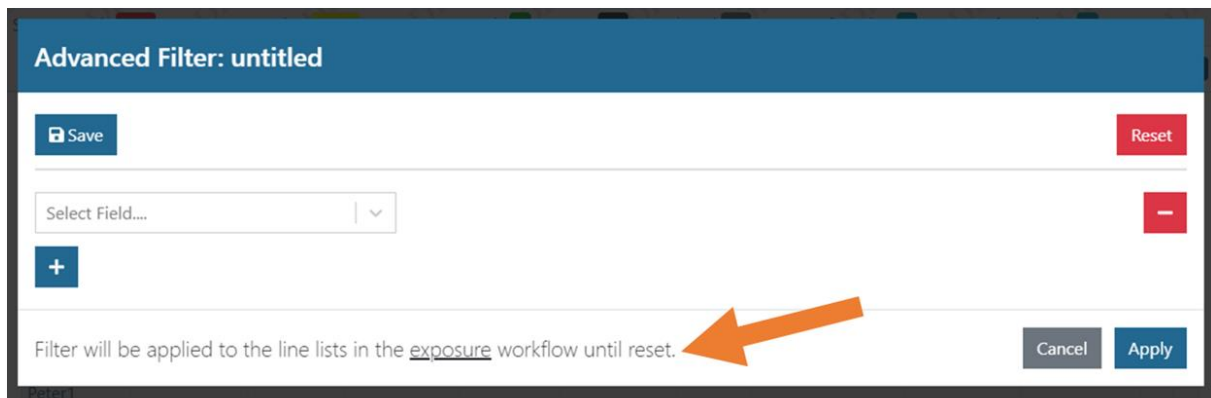 Advanced Filter: untitled
Save
Reset
Select Field....
−
+
Filter will be applied to the line lists in the exposure workflow until reset.
Cancel
Apply
Peter1